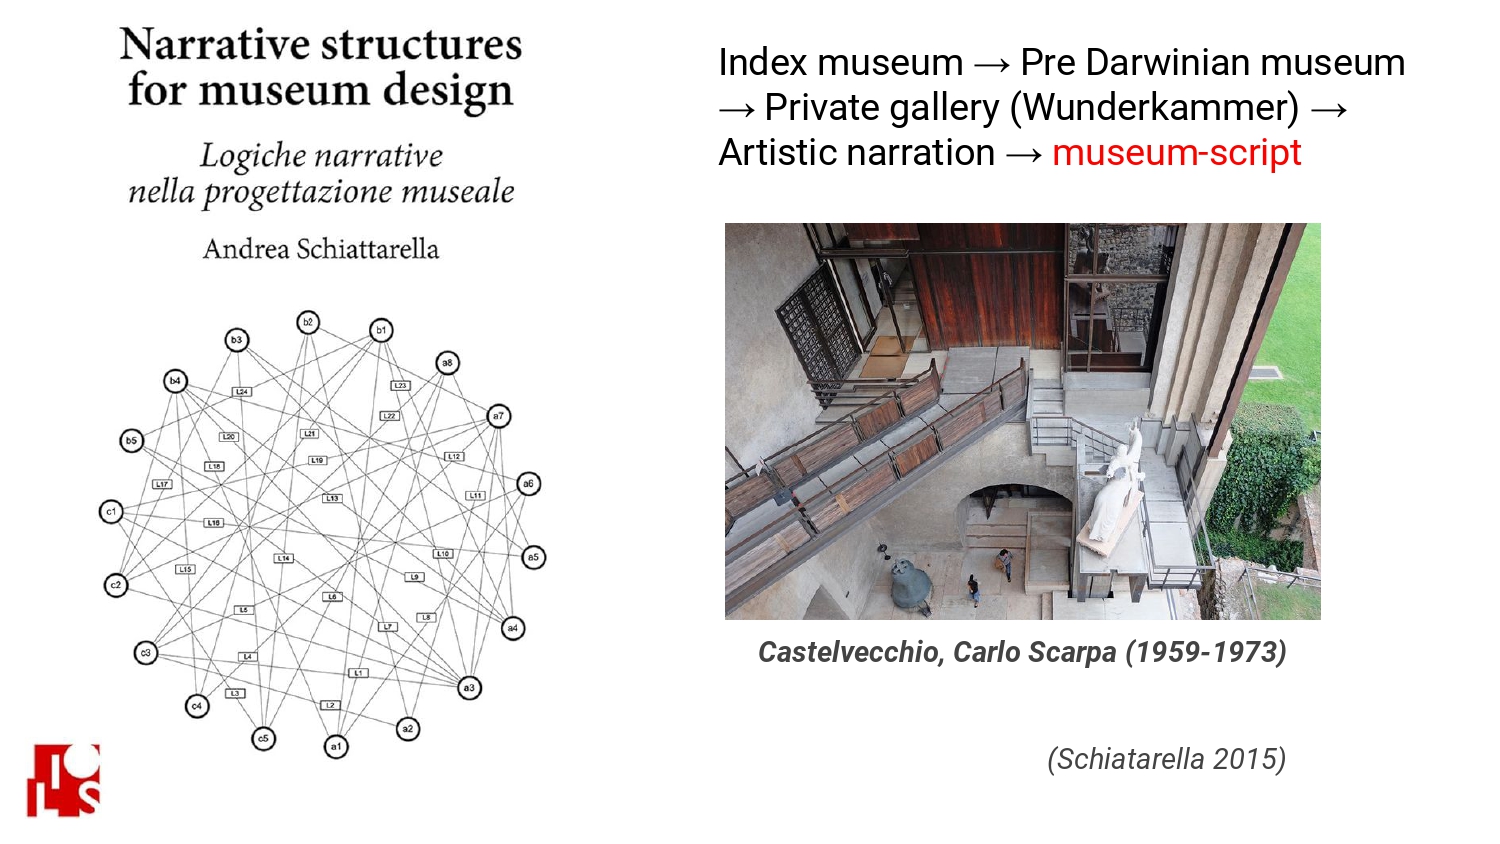 Narrative structures
for museum design
Logiche narrative
nella progettazione museale
Andrea Schiattarella
b2
b1
b3
a8
b4
L24
L23
a7
L22
b5
L20
L21
L12
L19
L18
L17
a6
L11
L13
c1
L16
a5
L14
L10
L15
L9
c2
L6
L5
L8
L7
a4
c3
L4
L1
a3
L3
c4
L2
a2
c5
a1
ILS
Index museum → Pre Darwinian museum
→ Private gallery (Wunderkammer) →
Artistic narration → museum-script
Castelvecchio, Carlo Scarpa (1959-1973)
(Schiatarella 2015)